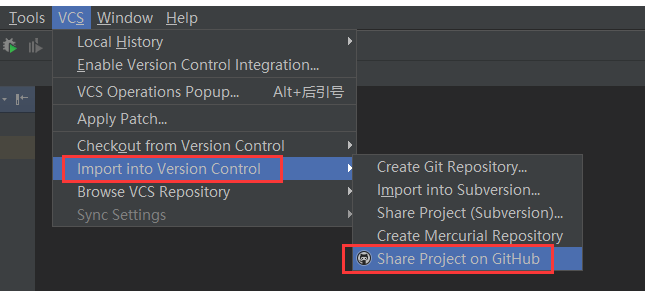 Tools VCS Window Help
Local History
Enable Version Control Integration...
VCS Operations Popup... Alt+后引号
Apply Patch...
Checkout from Version Control
Import into Version Control
Browse VCS Repository
Sync Settings
Create Git Repository...
Import into Subversion...
Share Project (Subversion)...
Create Mercurial Repository
Share Project on GitHub